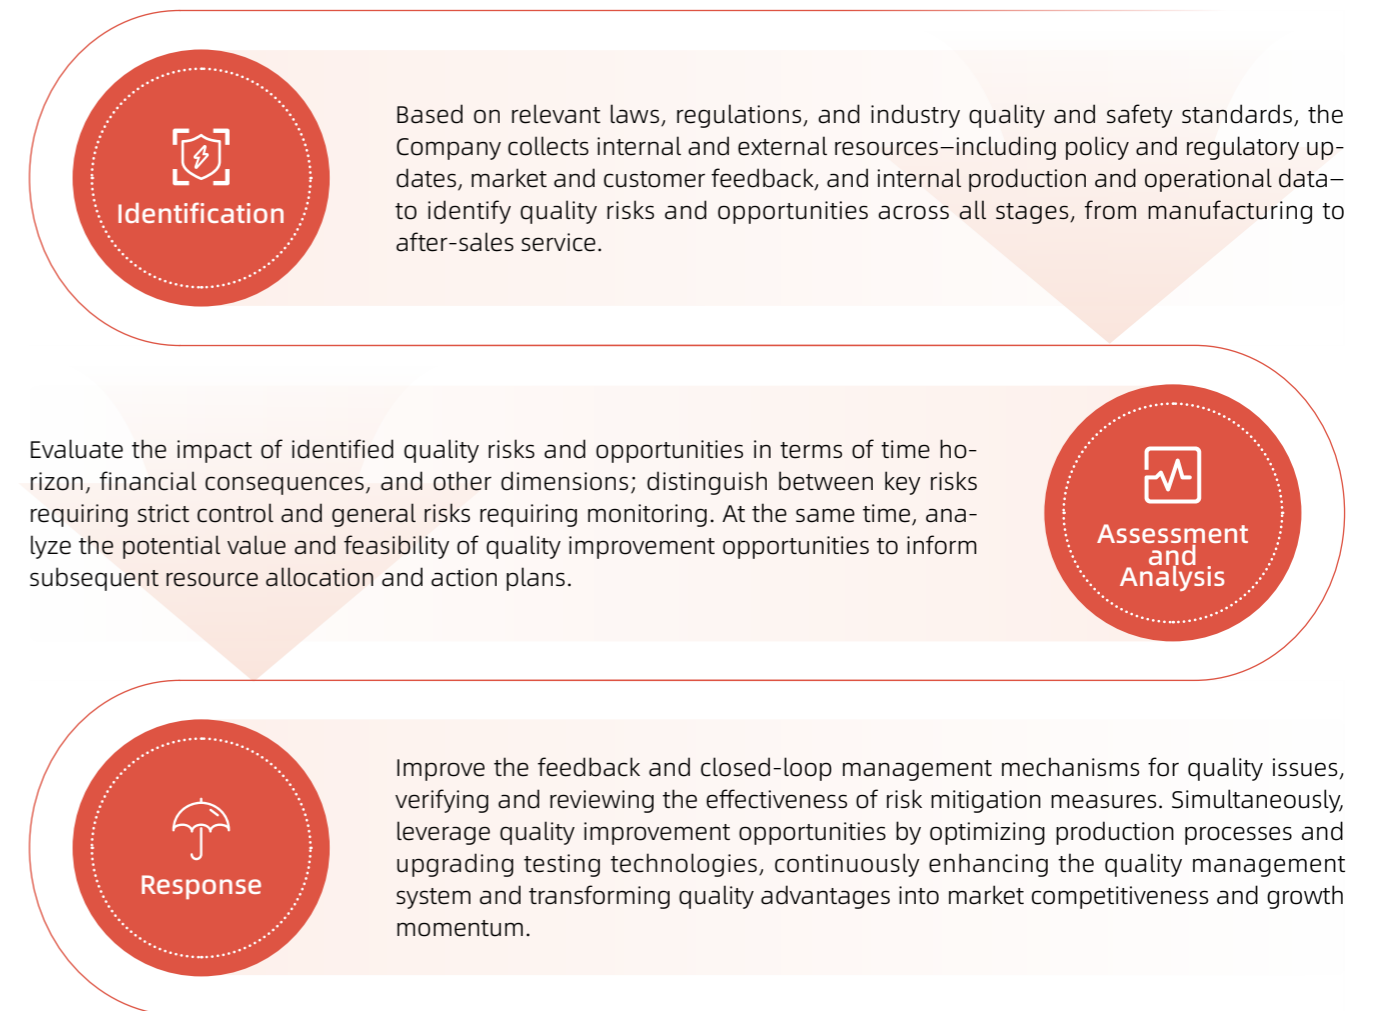 Identification
Based on relevant laws, regulations, and industry quality and safety standards, the
Company collects internal and external resources—including policy and regulatory up-
dates, market and customer feedback, and internal production and operational data—
to identify quality risks and opportunities across all stages, from manufacturing to
after-sales service.
Evaluate the impact of identified quality risks and opportunities in terms of time ho-
rizon, financial consequences, and other dimensions; distinguish between key risks
requiring strict control and general risks requiring monitoring. At the same time, ana-
lyze the potential value and feasibility of quality improvement opportunities to inform
subsequent resource allocation and action plans.
Assessment
and
Analysis
Response
Improve the feedback and closed-loop management mechanisms for quality issues,
verifying and reviewing the effectiveness of risk mitigation measures. Simultaneously,
leverage quality improvement opportunities by optimizing production processes and
upgrading testing technologies, continuously enhancing the quality management
system and transforming quality advantages into market competitiveness and growth
momentum.